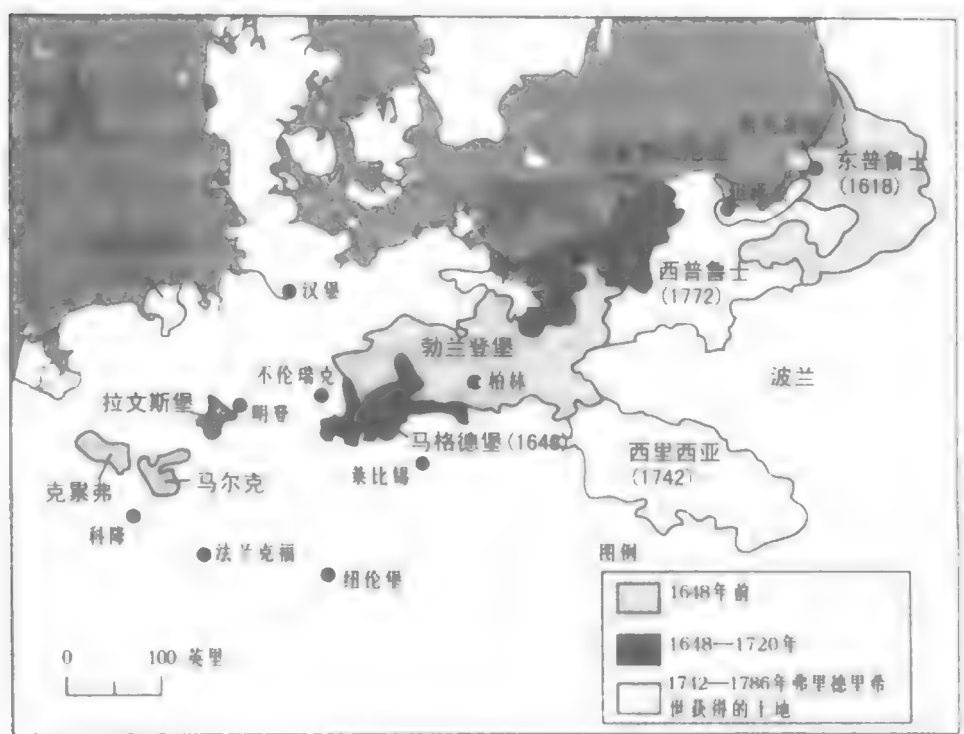 东普鲁士
(1618)
西普鲁士
(1772)
汉堡
勃兰登堡
柏林
波兰
不伦瑞克
拉文斯堡
明登
马格德堡(1648)
西里西亚
(1742)
莱比锡
马尔克
科隆
法兰克福
纽伦堡
图例
1648年前
1648—1720年
1742—1786年弗里德里希
世获得的土地
0 100 英里